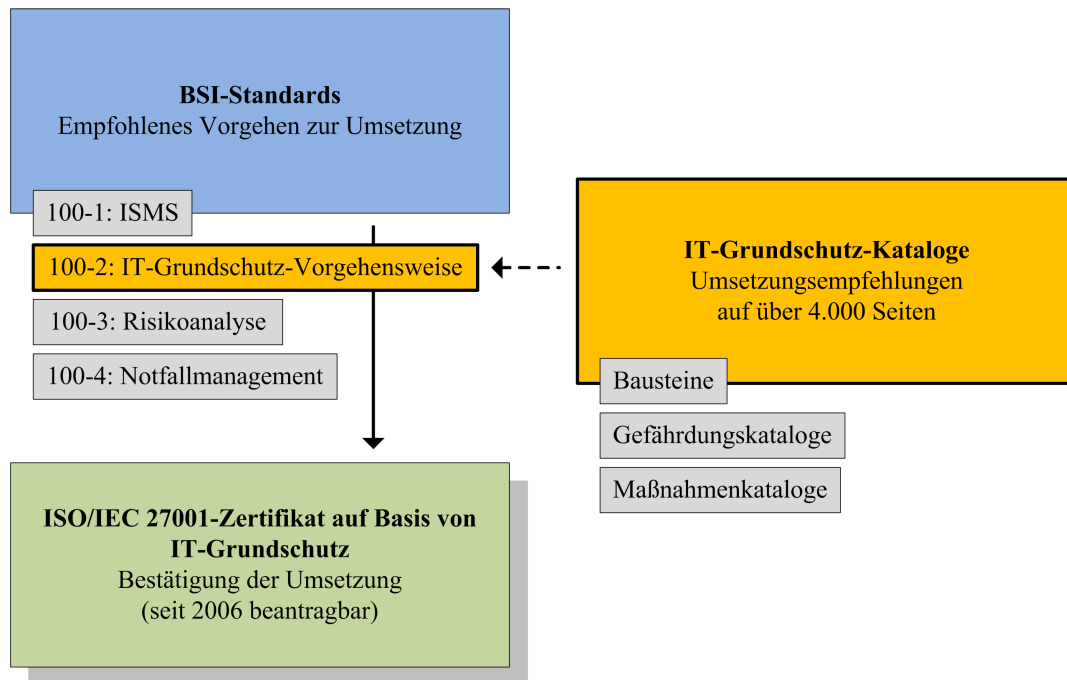 BSI-Standards
Empfohlenes Vorgehen zur Umsetzung
100-1: ISMS
100-2: IT-Grundschutz-Vorgehensweise
100-3: Risikoanalyse
100-4: Notfallmanagement
IT-Grundschutz-Kataloge
Umsetzungsempfehlungen
auf über 4.000 Seiten
Bausteine
Gefährdungskataloge
Maßnahmenkataloge
ISO/IEC 27001-Zertifikat auf Basis von
IT-Grundschutz
Bestätigung der Umsetzung
(seit 2006 beantragbar)